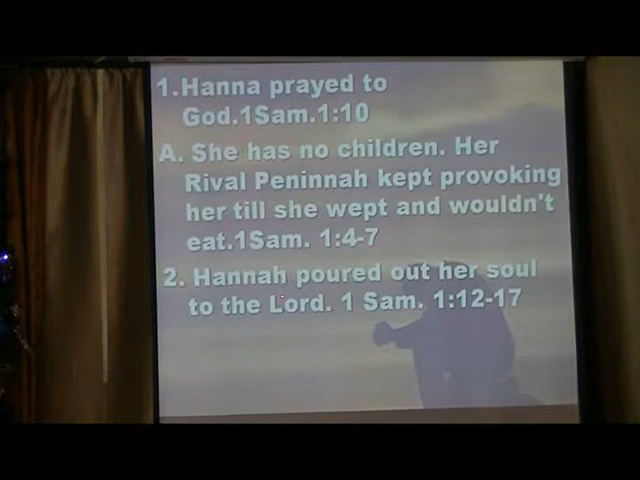 1.Hanna prayed to
God.1Sam.1:10
A. She has no children. Her
Rival Peninnah kept provoking
her till she wept and wouldn't
eat.1Sam. 1:4-7
2. Hannah poured out her soul
to the Lord. 1 Sam. 1:12-17